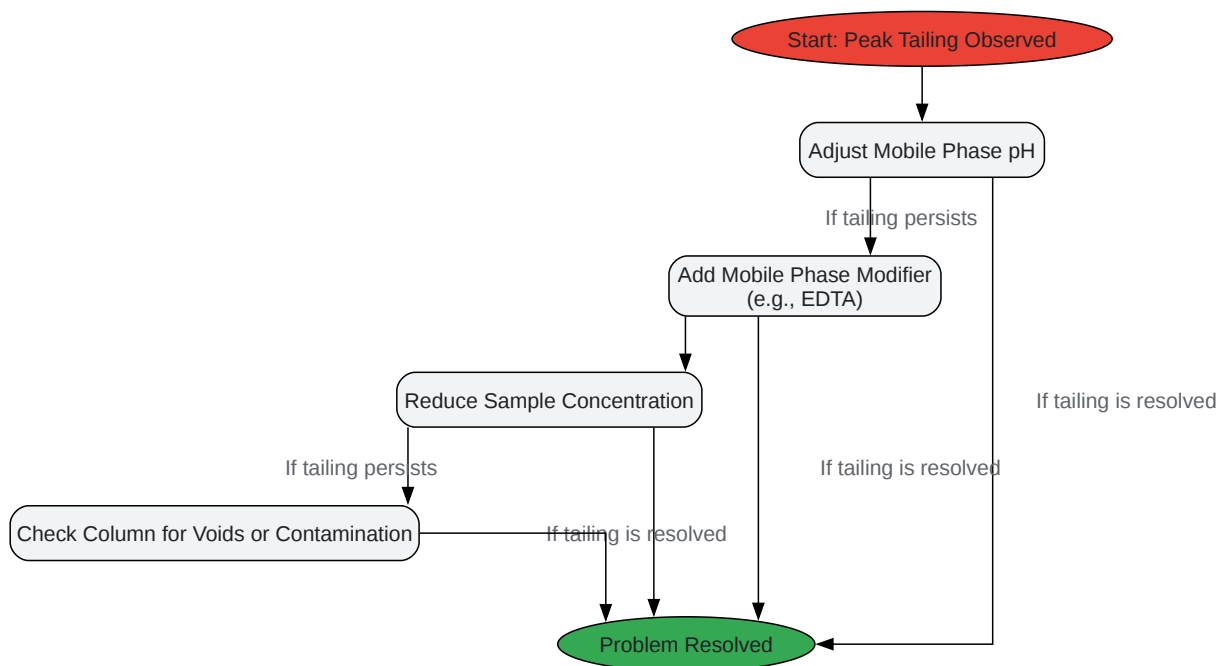 Start: Peak Tailing Observed
Adjust Mobile Phase pH
If tailing persists
Add Mobile Phase Modifier
(e.g., EDTA)
Reduce Sample Concentration
If tailing is resolved
If tailing persists
If tailing is resolved
Check Column for Voids or Contamination
If tailing is resolved
Problem Resolved